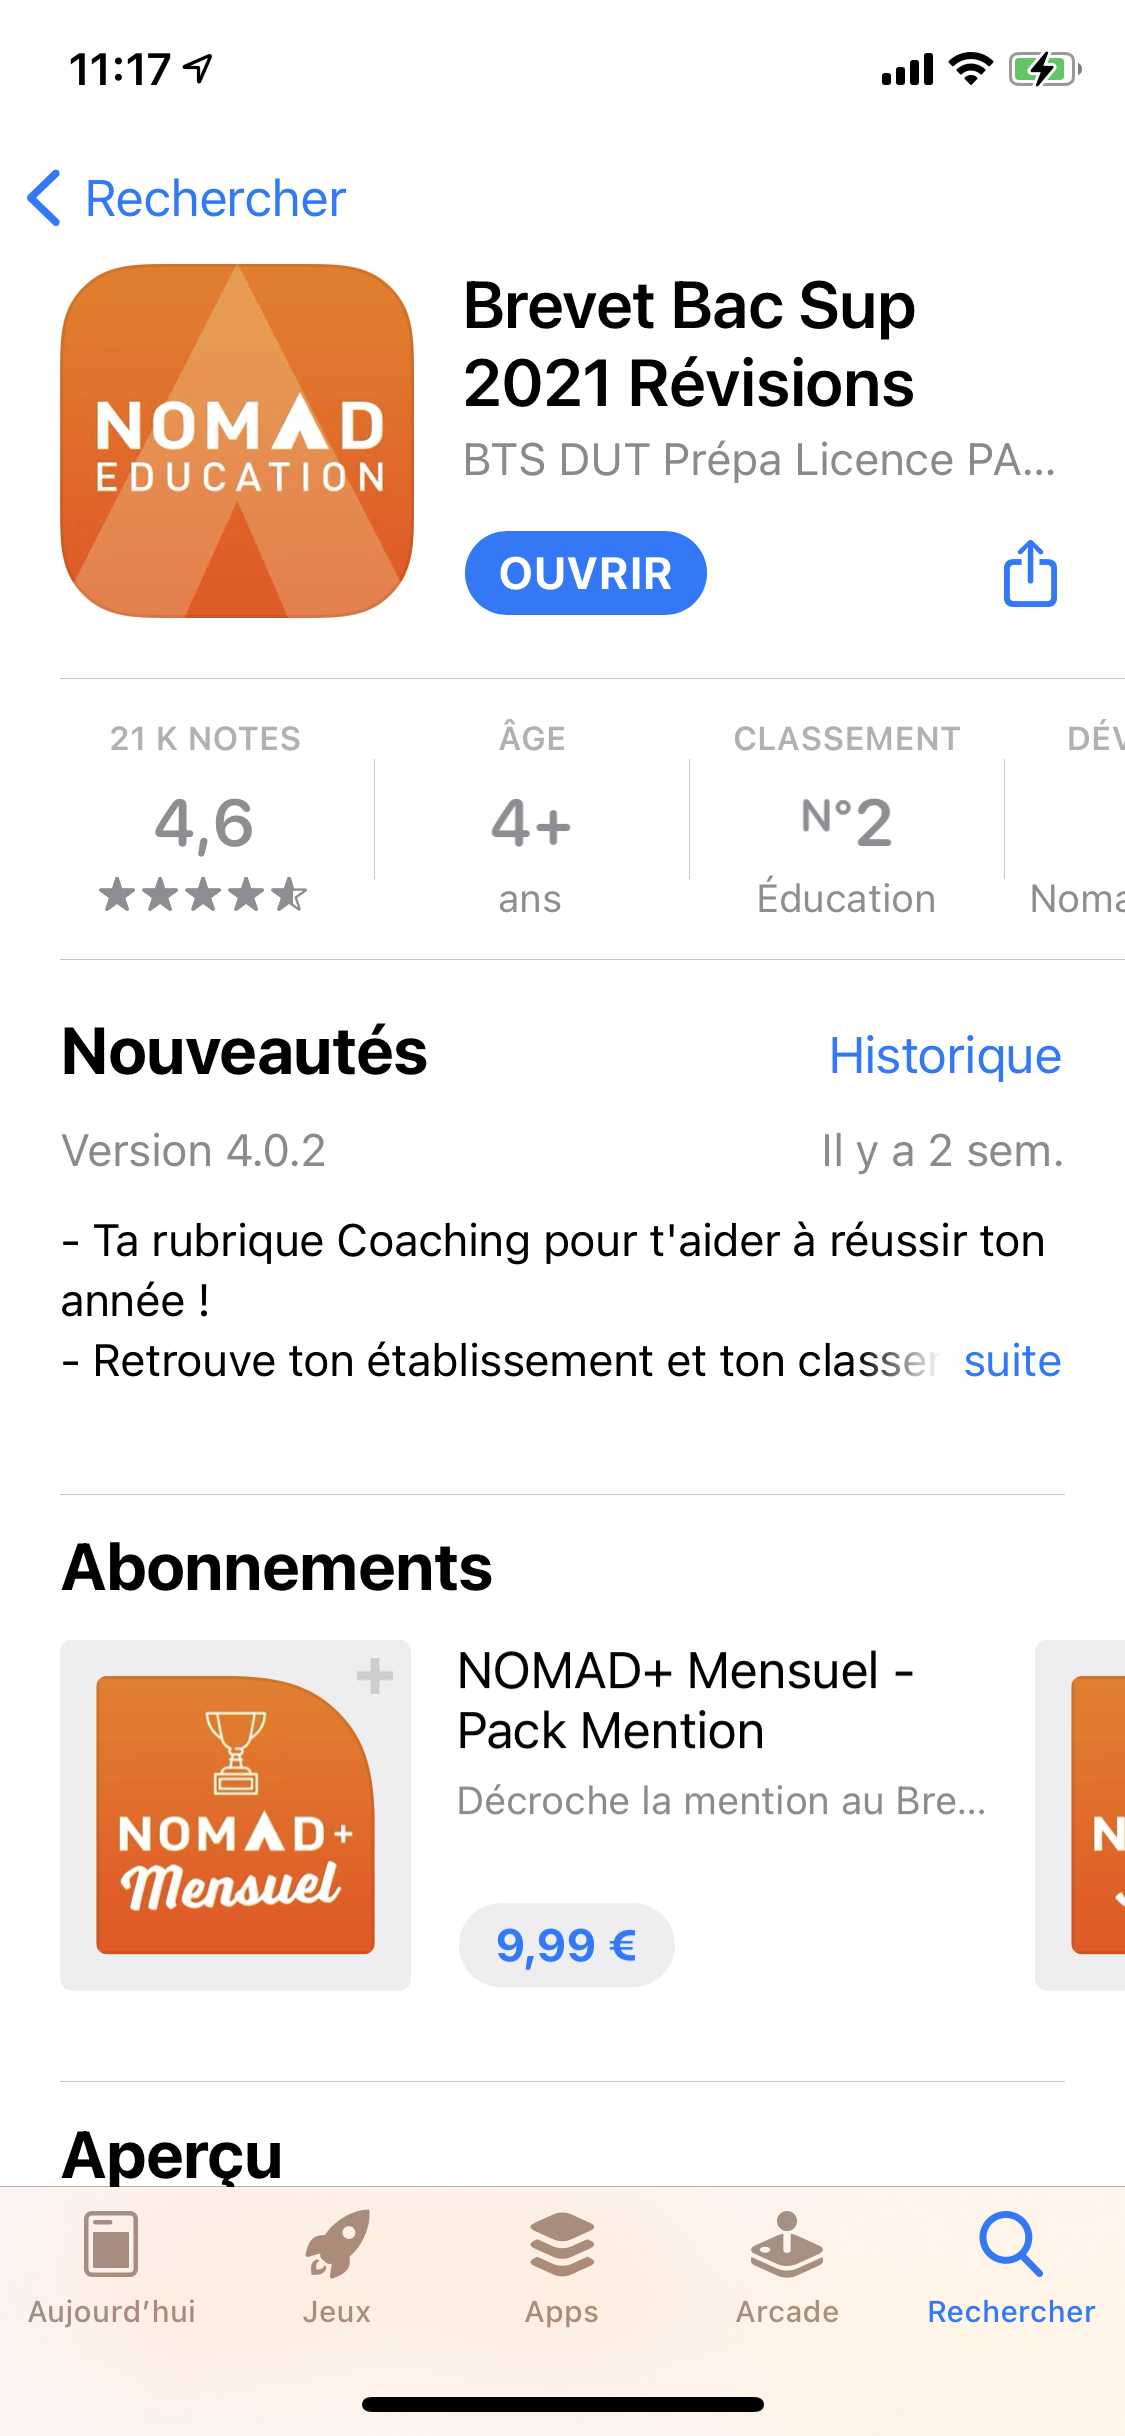 11:17
Rechercher
NOMAD
EDUCATION
Brevet Bac Sup
2021 Révisions
BTS DUT Prépa Licence PA...
OUVRIR
21 K NOTES
4,6
ÂGE
4+
ans
CLASSEMENT
N°2
Éducation
DÉV
Noma
Nouveautés
Historique
Version 4.0.2
Il y a 2 sem.
- Ta rubrique Coaching pour t'aider à réussir ton
année !
- Retrouve ton établissement et ton classer suite
Abonnements
NOMAD+
Mensuel
NOMAD+ Mensuel -
Pack Mention
Décroche la mention au Bre...
9,99 €
N
Aperçu
Aujourd'hui
Jeux
Apps
Arcade
Rechercher